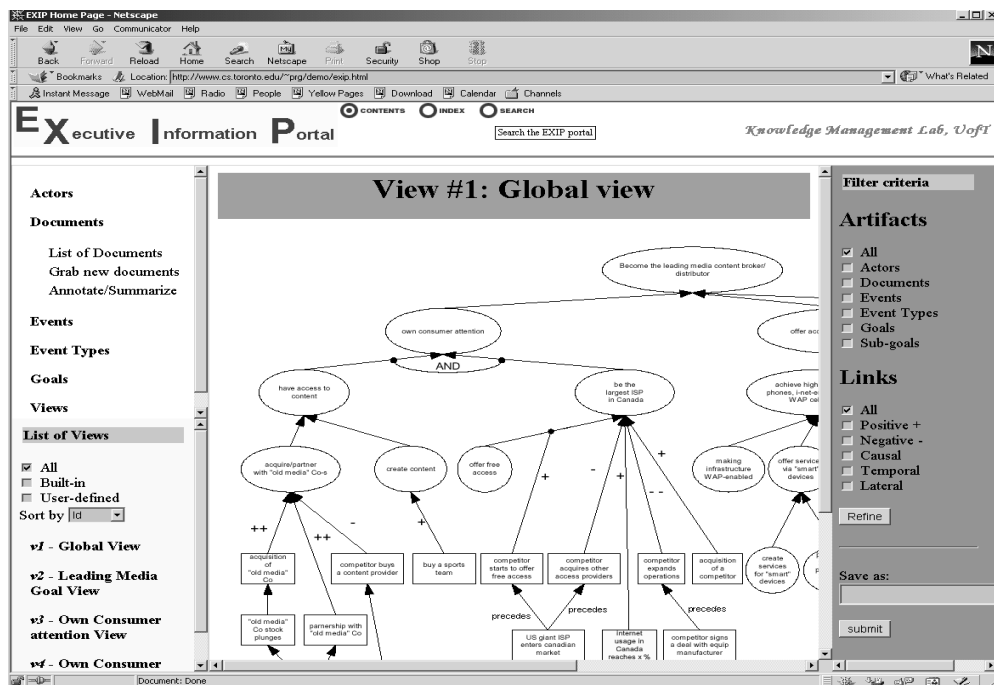 EXIP Home Page - Netscape
File Edit View Go Communicator Help
Back Forward Reload Home Search Netscape Print Security Shop Stop
Bookmarks Location: http://www.cs.toronto.edu/~prg/demo/exip.html What's Related
Instant Message WebMail Radio People Yellow Pages Download Calendar Channels
CONTENTS INDEX SEARCH
EXecutive Information Portal
Search the EXIP portal
Knowledge Management Lab, UofT
Actors
Documents
List of Documents
Grab new documents
Annotate/Summarize
Events
Event Types
Goals
Views
List of Views
All
Built-in
User-defined
Sort by Id
v1 - Global View
v2 - Leading Media
Goal View
v3 - Own Consumer
attention View
v4 - Own Consumer
View #1: Global view
Become the leading media content broker/
distributor
own consumer attention
offer acc
AND
have access to
content
be the
largest ISP
in Canada
achieve high
phones, i-net-e
WAP cel
acquire/partner
with "old media" Co-s
create content
offer free
access
making
infrastructure
WAP-enabled
offer service
via "smart"
devices
+
-
+
- -
++
++
-
+
+
acquisition
of
"old media"
Co
competitor buys
a content provider
buy a sports
team
competitor
starts to offer
free access
competitor
acquires other
access providers
competitor
expands
operations
acquisition
of a
competitor
create
services
for "smart"
devices
precedes
precedes
precedes
"old media"
Co stock
plunges
parnership with
"old media" Co
US giant ISP
enters canadian
market
Internet
usage in
Canada
reaches x %
competitor signs
a deal with equip
manufacturer
Filter criteria
Artifacts
All
Actors
Documents
Events
Event Types
Goals
Sub-goals
Links
All
Positive +
Negative -
Causal
Temporal
Lateral
Refine
Save as:
submit
Document: Done